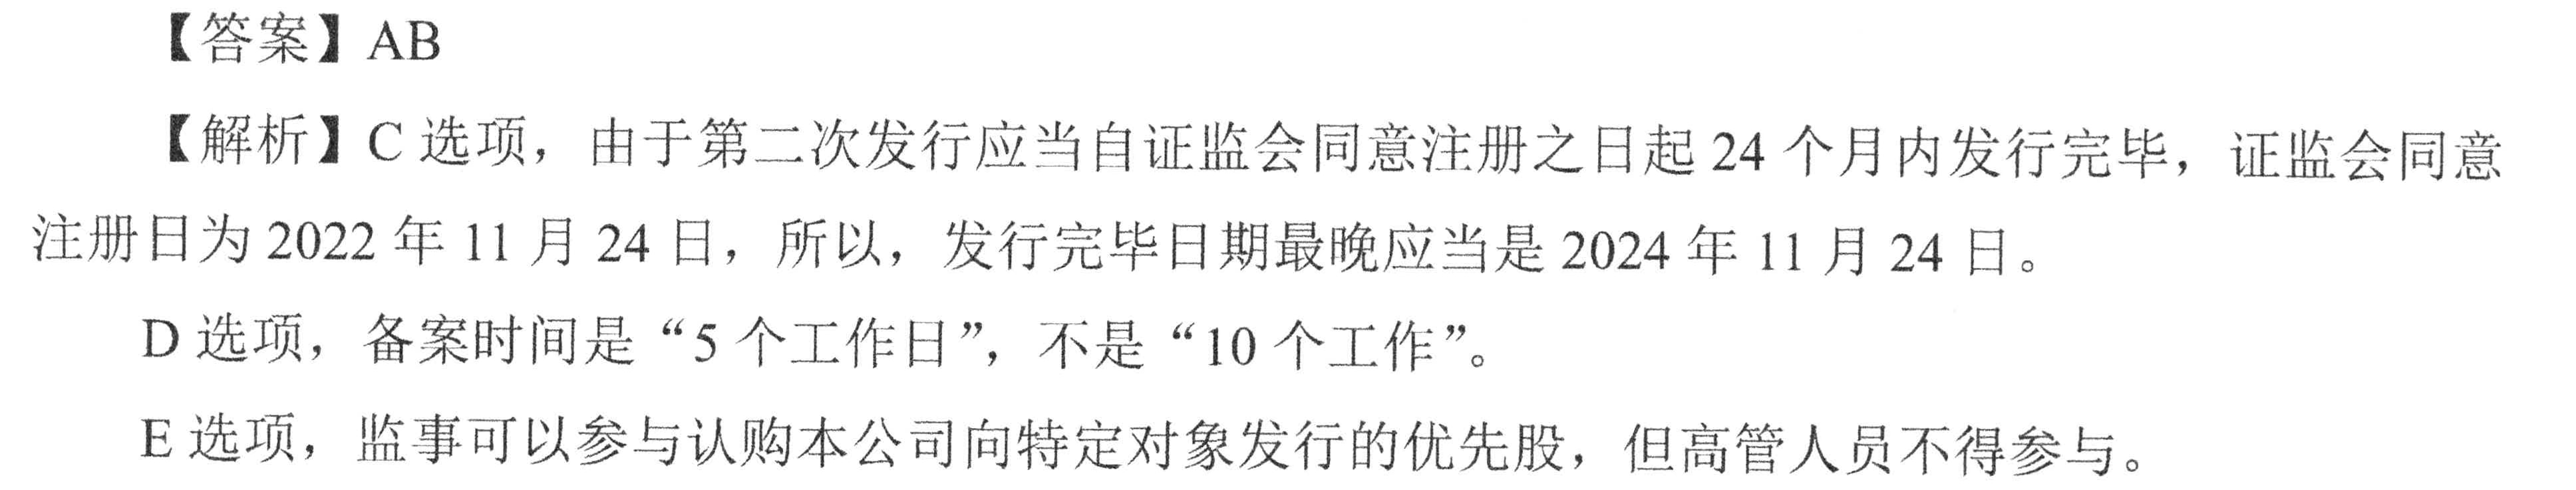 【答案】AB
【解析】C 选项，由于第二次发行应当自证监会同意注册之日起 24 个月内发行完毕，证监会同意
注册日为 2022 年 11 月 24 日，所以，发行完毕日期最晚应当是 2024 年 11 月 24 日。
D 选项，备案时间是“5 个工作日”，不是“10 个工作”。
E 选项，监事可以参与认购本公司向特定对象发行的优先股，但高管人员不得参与。